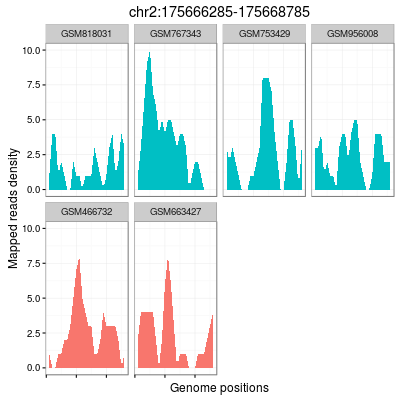 chr2:175666285-175668785
GSM818031 GSM767343 GSM753429 GSM956008
10.0
7.5
5.0
2.5
0.0
GSM466732 GSM663427
10.0
7.5
5.0
2.5
0.0
Mapped reads density
Genome positions